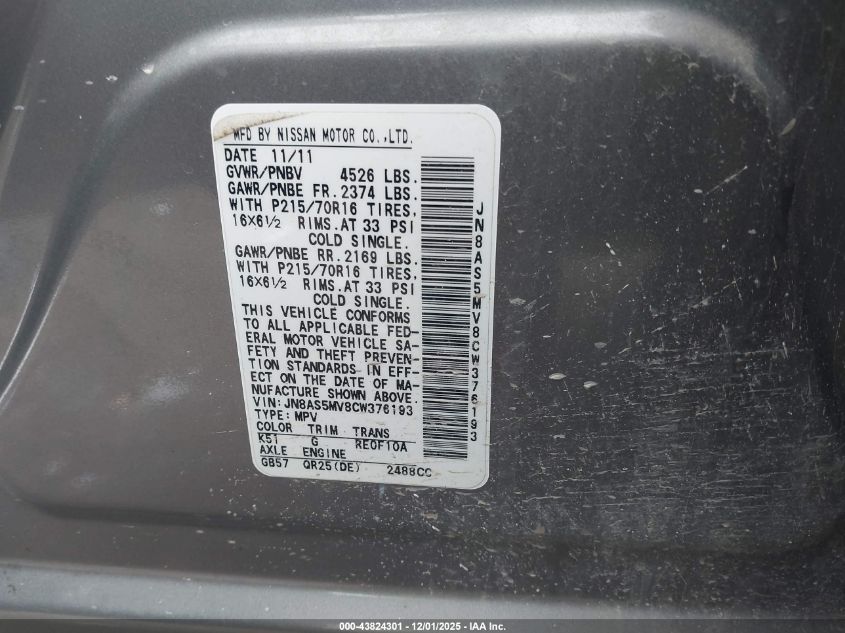 MFD BY NISSAN MOTOR CO.,LTD.
DATE 11/11
GVWR/PNBV 4526 LBS.
GAWR/PNBE FR.2374 LBS.
WITH P215/70R16 TIRES,
16X6½ RIMS.AT 33 PSI
COLD SINGLE.
GAWR/PNBE RR.2169 LBS.
WITH P215/70R16 TIRES,
16X6½ RIMS.AT 33 PSI
COLD SINGLE.
THIS VEHICLE CONFORMS
TO ALL APPLICABLE FED-
ERAL MOTOR VEHICLE SA-
FETY AND THEFT PREVEN-
TION STANDARDS IN EFF-
ECT ON THE DATE OF MA-
NUFACTURE SHOWN ABOVE.
VIN:JN8AS5MV8CW376193
TYPE:MPV
COLOR TRIM TRANS
K51 G RE0F10A
AXLE ENGINE
GB57 QR25(DE) 2488CC
JN8AS5MV8CW376193
000-43824301 - 12/01/2025 - IAA Inc.